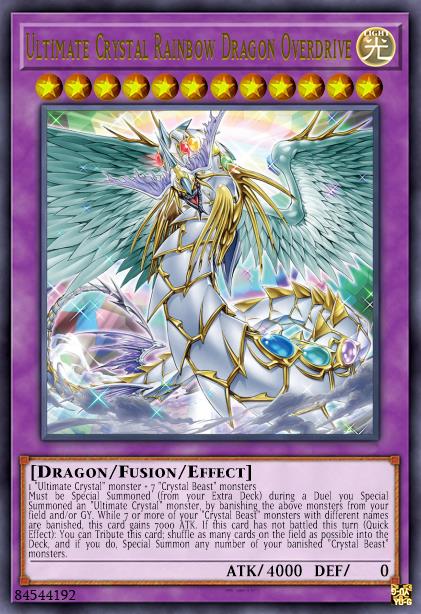 Ultimate Crystal Rainbow Dragon Overdrive
LIGHT
光
[Dragon/Fusion/Effect]
1 "Ultimate Crystal" monster + 7 "Crystal Beast" monsters
Must be Special Summoned (from your Extra Deck) during a Duel you Special
Summoned an "Ultimate Crystal" monster, by banishing the above monsters from your
field and/or GY. While 7 or more of your "Crystal Beast" monsters with different names
are banished, this card gains 7000 ATK. If this card has not battled this turn (Quick
Effect): You can Tribute this card; shuffle as many cards on the field as possible into the
Deck, and if you do, Special Summon any number of your banished "Crystal Beast"
monsters.
ATK/4000 DEF/ 0
84544192